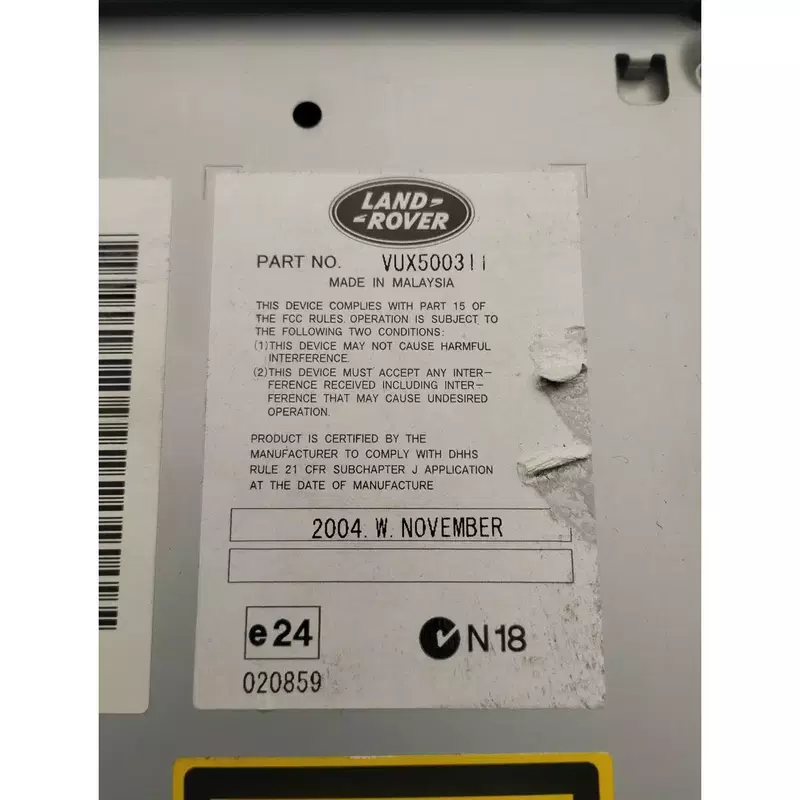 LAND-
-ROVER
PART NO. VUX500311
MADE IN MALAYSIA
THIS DEVICE COMPLIES WITH PART 15 OF
THE FCC RULES. OPERATION IS SUBJECT TO
THE FOLLOWING TWO CONDITIONS:
(1)THIS DEVICE MAY NOT CAUSE HARMFUL
INTERFERENCE.
(2)THIS DEVICE MUST ACCEPT ANY INTER-
FERENCE RECEIVED INCLUDING INTER-
FERENCE THAT MAY CAUSE UNDESIRED
OPERATION.
PRODUCT IS CERTIFIED BY THE
MANUFACTURER TO COMPLY WITH DHHS
RULE 21 CFR SUBCHAPTER J APPLICATION
AT THE DATE OF MANUFACTURE
2004. W. NOVEMBER
e24
N18
020859